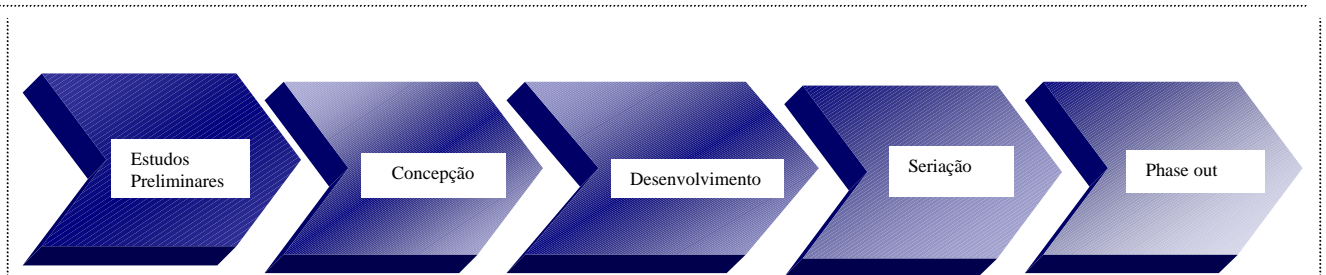 Estudos
Preliminares
Concepção
Desenvolvimento
Seriação
Phase out